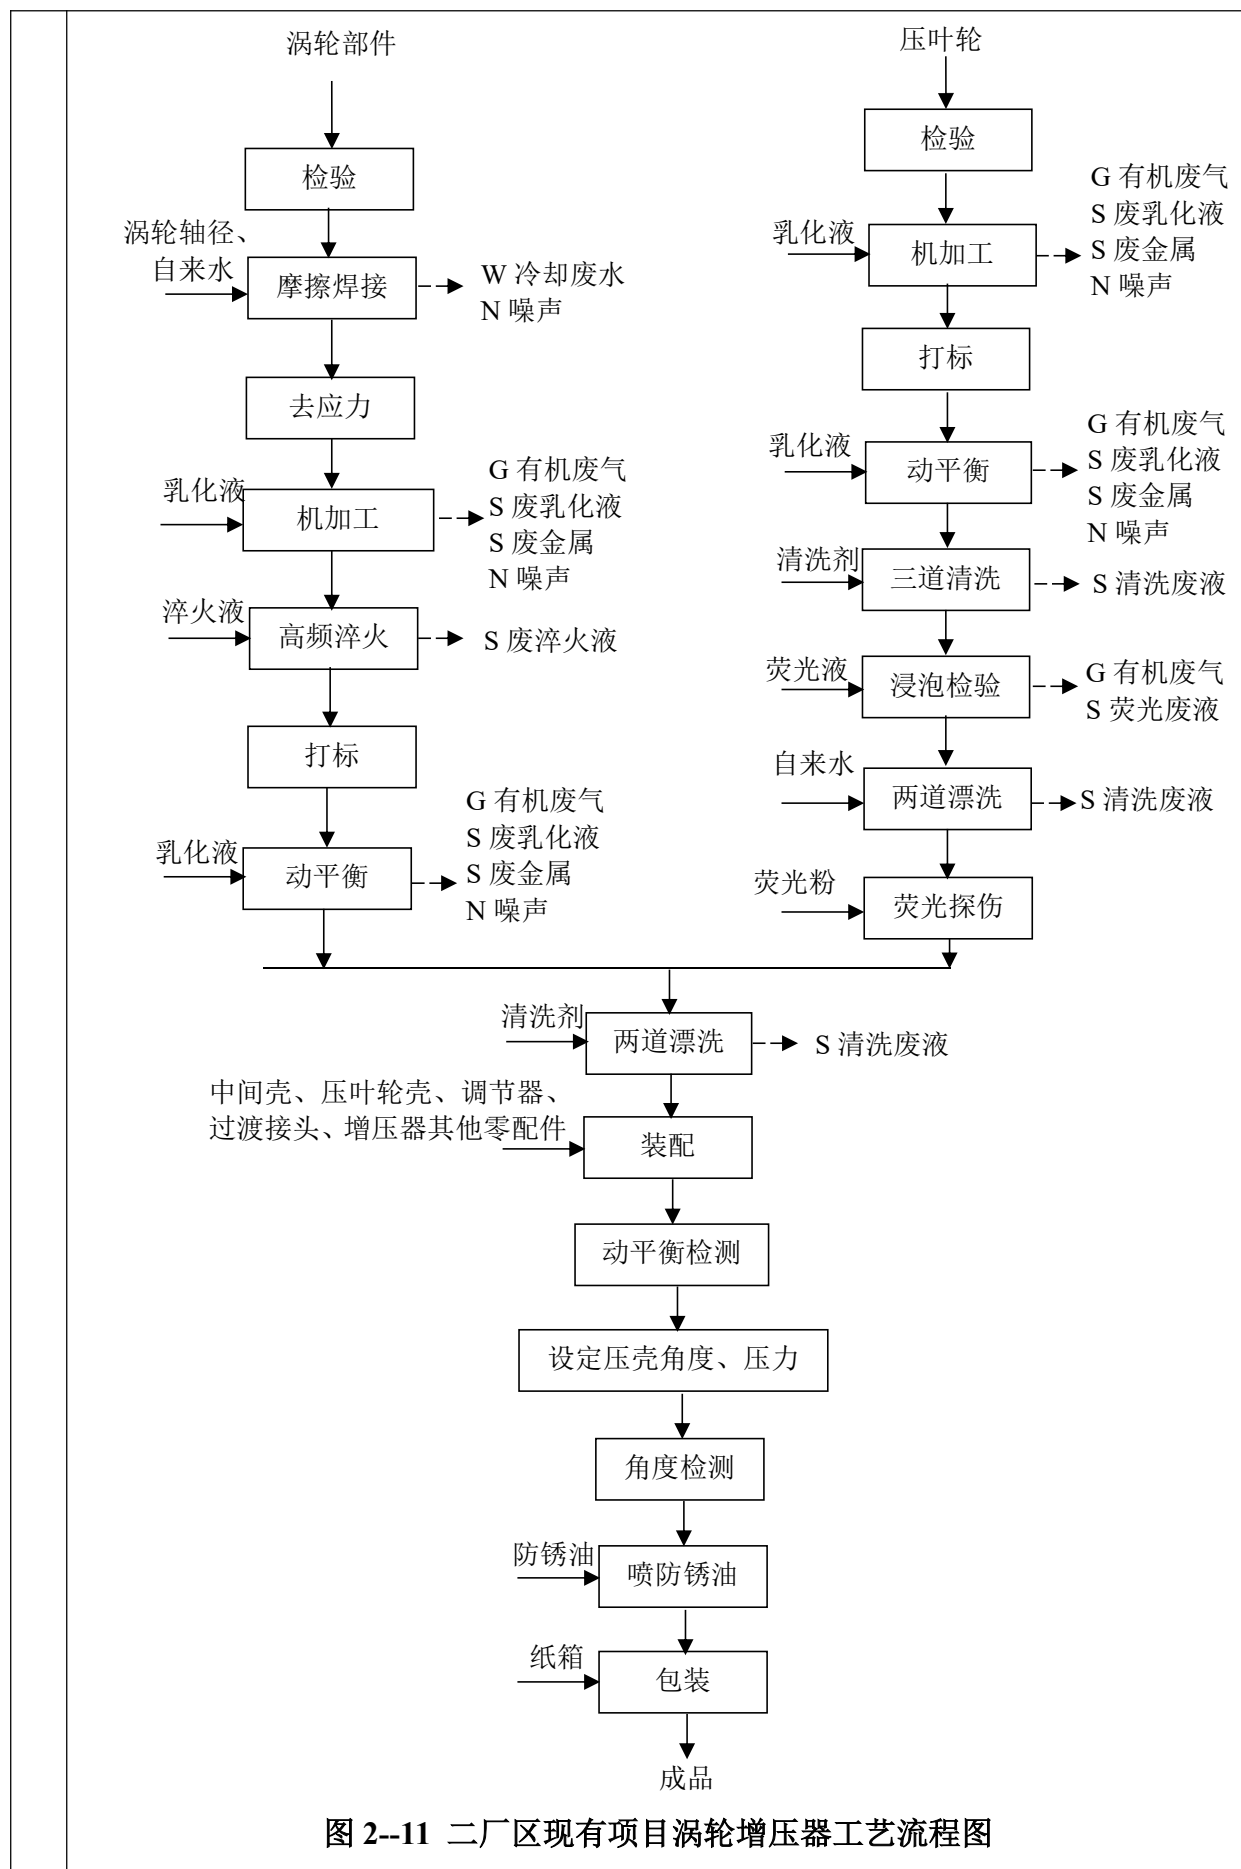 涡轮部件
检验
涡轮轴径、
自来水
摩擦焊接
W 冷却废水
N 噪声
去应力
乳化液
机加工
G 有机废气
S 废乳化液
S 废金属
N 噪声
淬火液
高频淬火
S 废淬火液
打标
乳化液
动平衡
G 有机废气
S 废乳化液
S 废金属
N 噪声
压叶轮
检验
乳化液
机加工
G 有机废气
S 废乳化液
S 废金属
N 噪声
打标
乳化液
动平衡
G 有机废气
S 废乳化液
S 废金属
N 噪声
清洗剂
三道清洗
S 清洗废液
荧光液
浸泡检验
G 有机废气
S 荧光废液
自来水
两道漂洗
S 清洗废液
荧光粉
荧光探伤
清洗剂
两道漂洗
S 清洗废液
中间壳、压叶轮壳、调节器、
过渡接头、增压器其他零配件
装配
动平衡检测
设定压壳角度、压力
角度检测
防锈油
喷防锈油
纸箱
包装
成品
图 2--11 二厂区现有项目涡轮增压器工艺流程图